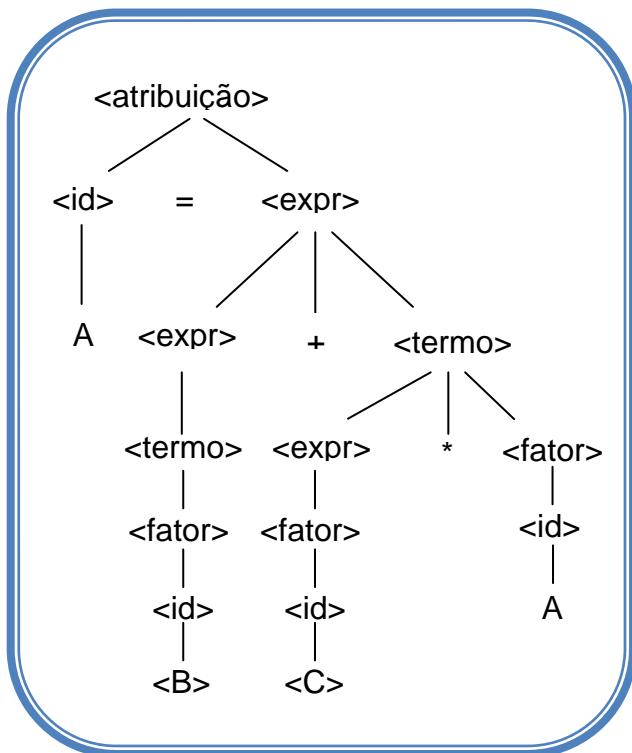 <atribuição>
<id> = <expr>
A <expr> + <termo>
<termo> <expr> * <fator>
<fator> <fator> <id>
<id> <id> A
<B> <C>